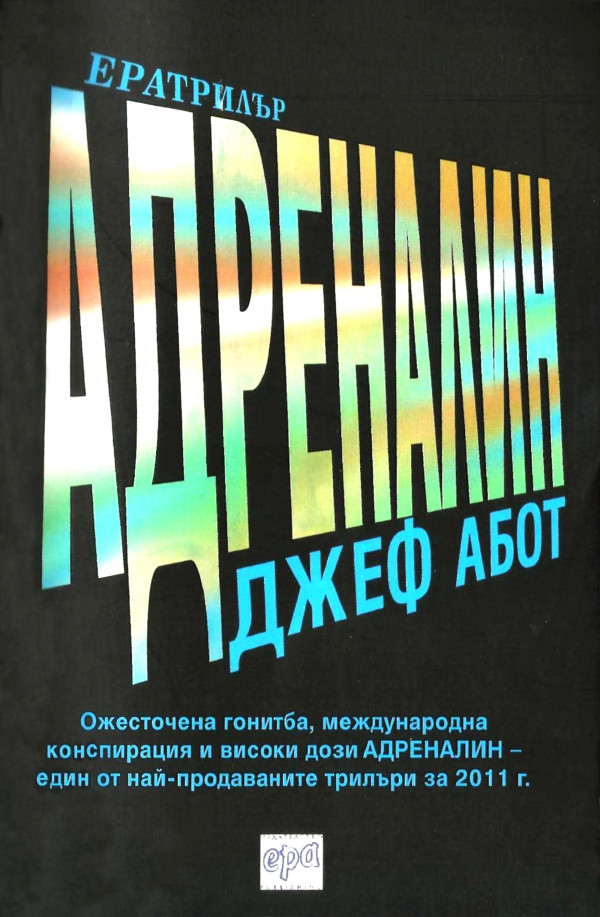 ЕРАТРИЛЪР
АДРЕНАЛИН
ДЖЕФ АБОТ
Ожесточена гонитба, международна
конспирация и високи дози АДРЕНАЛИН –
един от най-продаваните трилъри за 2011 г.
ера